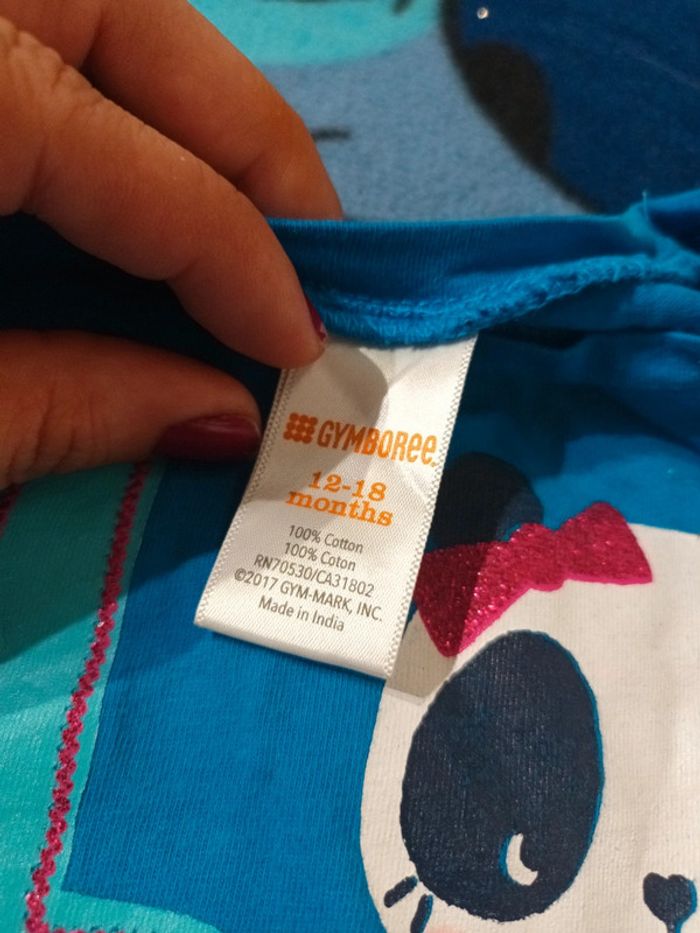 GYMBOREE
12-18
months
100% Cotton
100% Coton
RN70530/CA31802
©2017 GYM-MARK, INC.
Made in India